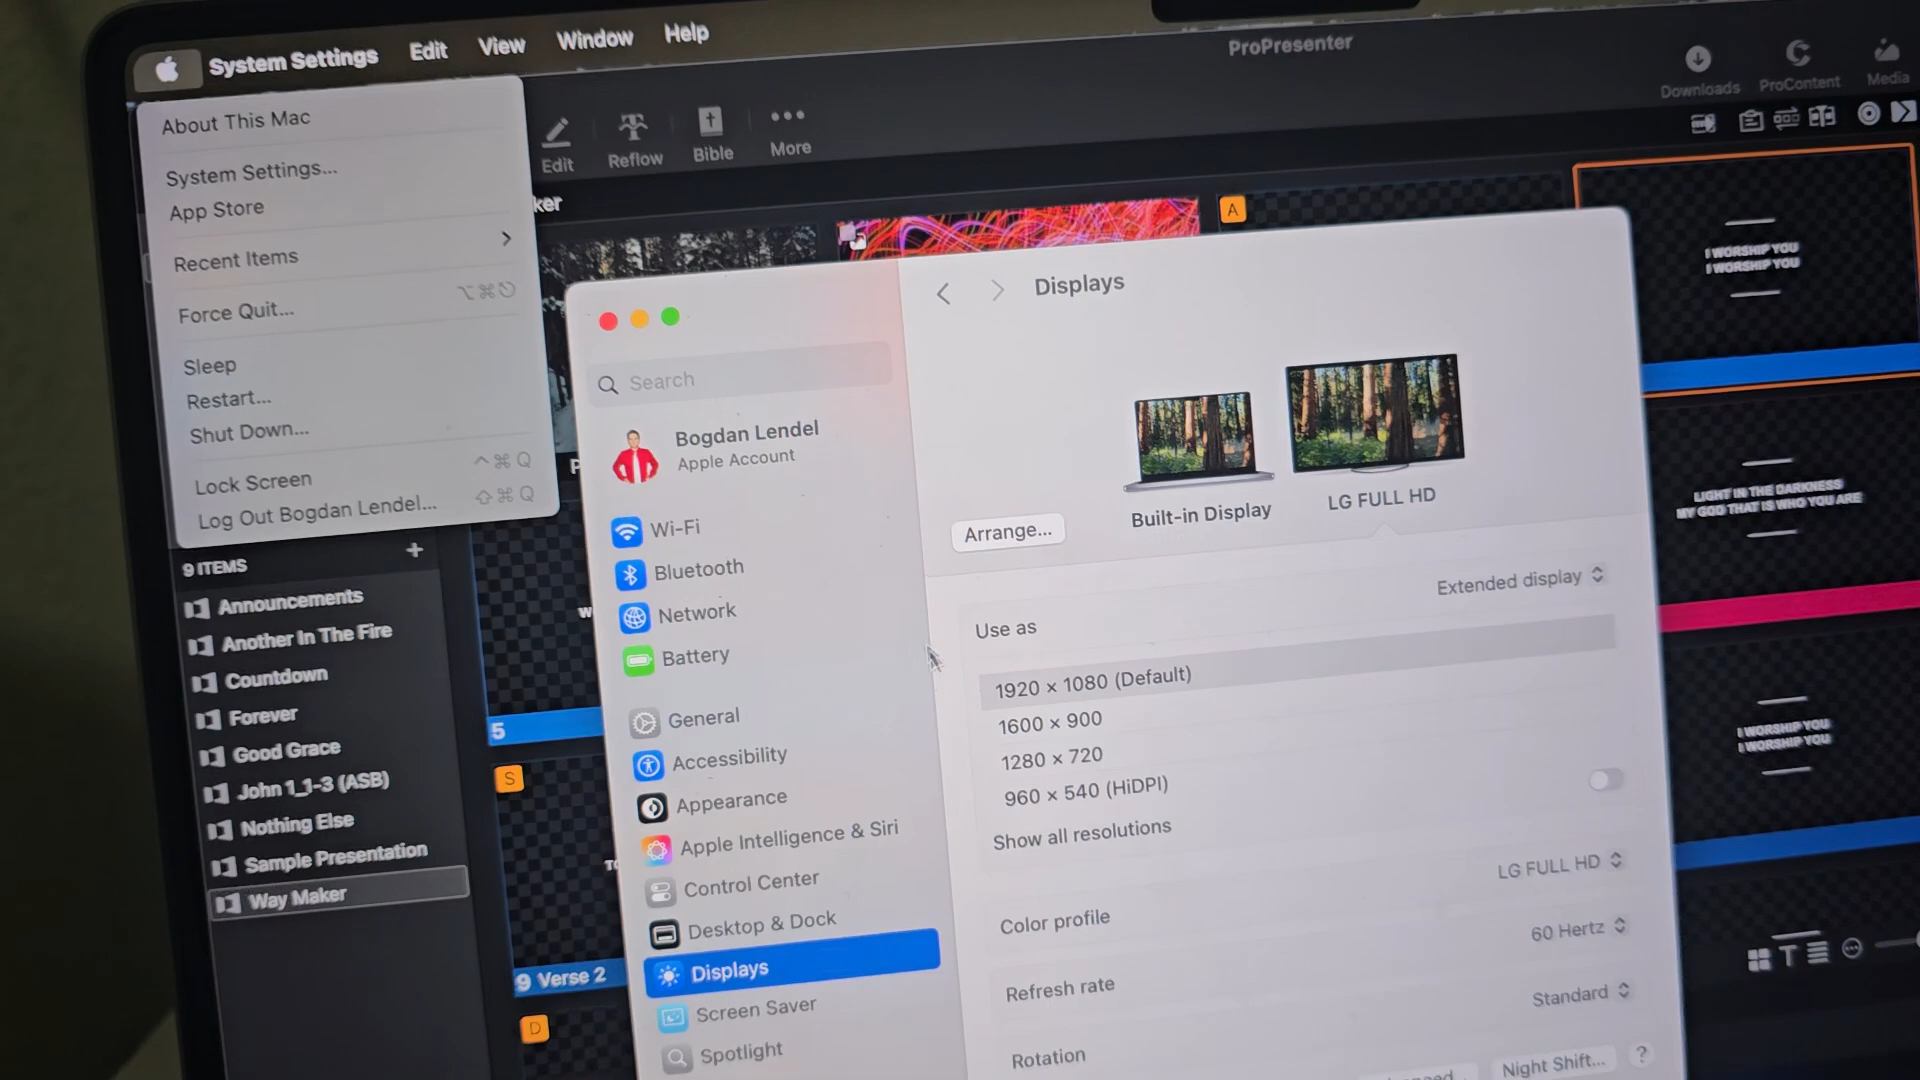 System Settings Edit View Window Help
About This Mac
System Settings...
App Store
Recent Items
Force Quit...
⌥⌘⎋
Sleep
Restart...
Shut Down...
Lock Screen
^⌘Q
Log Out Bogdan Lendel...
⇧⌘Q
ProPresenter
Downloads
ProContent
Media
Edit
Reflow
Bible
More
ker
A
I WORSHIP YOU
I WORSHIP YOU
LIGHT IN THE DARKNESS
MY GOD THAT IS WHO YOU ARE
I WORSHIP YOU
I WORSHIP YOU
9 ITEMS
+
Announcements
Another In The Fire
Countdown
Forever
Good Grace
John 1_1-3 (ASB)
Nothing Else
Sample Presentation
Way Maker
5
S
9 Verse 2
D
Search
Bogdan Lendel
Apple Account
Wi-Fi
Bluetooth
Network
Battery
General
Accessibility
Appearance
Apple Intelligence & Siri
Control Center
Desktop & Dock
Displays
Screen Saver
Spotlight
Displays
Arrange...
Built-in Display
LG FULL HD
Use as
Extended display
1920 × 1080 (Default)
1600 × 900
1280 × 720
960 × 540 (HiDPI)
Show all resolutions
Color profile
LG FULL HD
Refresh rate
60 Hertz
Rotation
Standard
Night Shift...
?